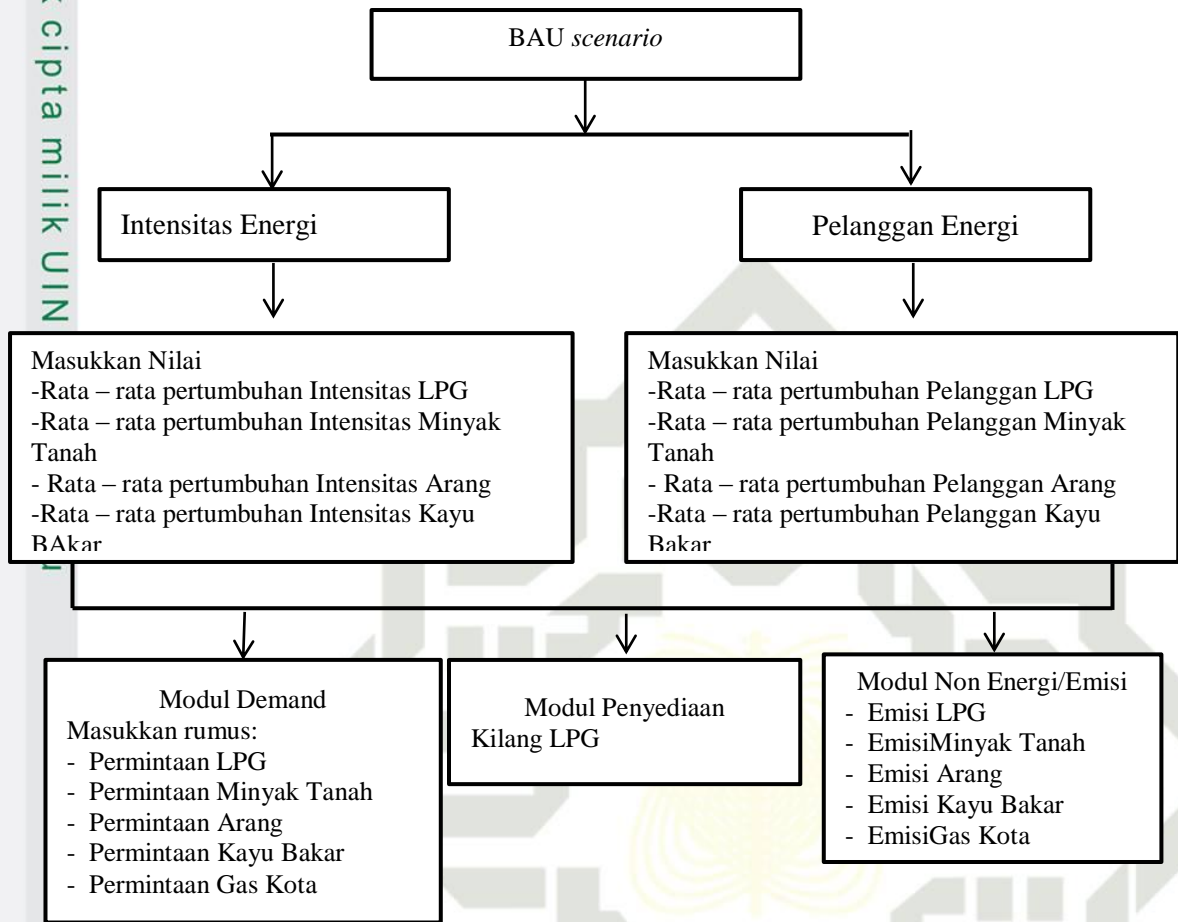 k cipta milik UIN
u
BAU scenario
Intensitas Energi
Pelanggan Energi
Masukkan Nilai
-Rata – rata pertumbuhan Intensitas LPG
-Rata – rata pertumbuhan Intensitas Minyak
Tanah
- Rata – rata pertumbuhan Intensitas Arang
-Rata – rata pertumbuhan Intensitas Kayu
BAkar
Masukkan Nilai
-Rata – rata pertumbuhan Pelanggan LPG
-Rata – rata pertumbuhan Pelanggan Minyak
Tanah
- Rata – rata pertumbuhan Pelanggan Arang
-Rata – rata pertumbuhan Pelanggan Kayu
Bakar
Modul Demand
Masukkan rumus:
- Permintaan LPG
- Permintaan Minyak Tanah
- Permintaan Arang
- Permintaan Kayu Bakar
- Permintaan Gas Kota
Modul Penyediaan
Kilang LPG
Modul Non Energi/Emisi
- Emisi LPG
- EmisiMinyak Tanah
- Emisi Arang
- Emisi Kayu Bakar
- EmisiGas Kota